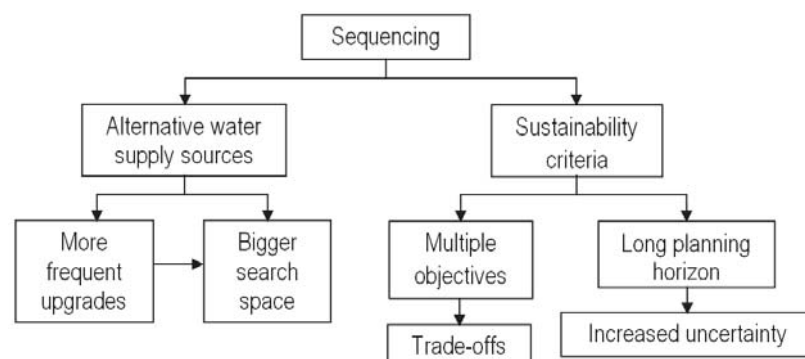 Sequencing
Alternative water
supply sources
Sustainability
criteria
More
frequent
upgrades
Bigger
search
space
Multiple
objectives
Long planning
horizon
Trade-offs
Increased uncertainty